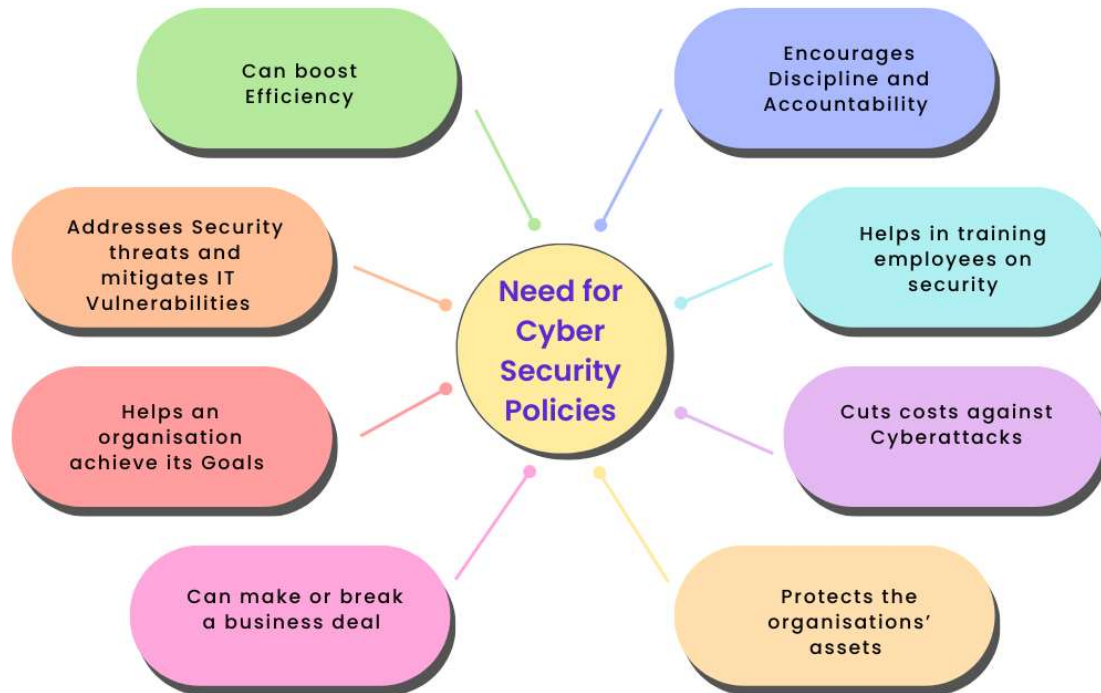 Can boost
Efficiency
Encourages
Discipline and
Accountability
Addresses Security
threats and
mitigates IT
Vulnerabilities
Helps in training
employees on
security
Need for
Cyber
Security
Policies
Helps an
organisation
achieve its Goals
Cuts costs against
Cyberattacks
Can make or break
a business deal
Protects the
organisations’
assets